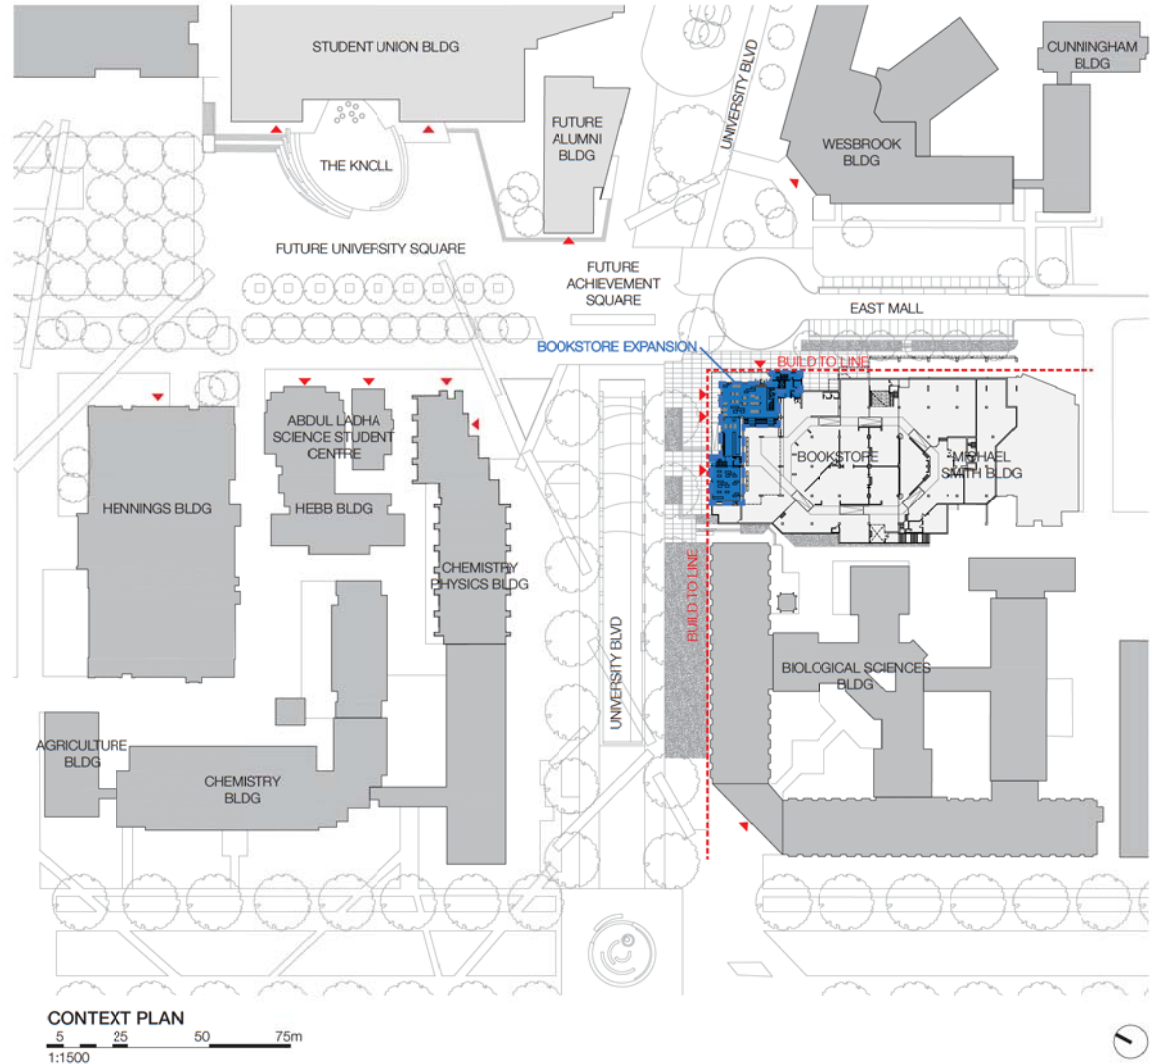 STUDENT UNION BLDG
CUNNINGHAM
BLDG
UNIVERSITY BLVD
FUTURE
ALUMNI
BLDG
WESBROOK
BLDG
THE KNOLL
FUTURE UNIVERSITY SQUARE
FUTURE
ACHIEVEMENT
SQUARE
EAST MALL
BOOKSTORE EXPANSION
BUILD TO LINE
ABDUL LADHA
SCIENCE STUDENT
CENTRE
BOOKSTORE
MICHAEL
SMITH BLDG
HENNINGS BLDG
HEBB BLDG
CHEMISTRY
PHYSICS BLDG
BUILD TO LINE
UNIVERSITY BLVD
BIOLOGICAL SCIENCES
BLDG
AGRICULTURE
BLDG
CHEMISTRY
BLDG
CONTEXT PLAN
5 25 50 75m
1:1500